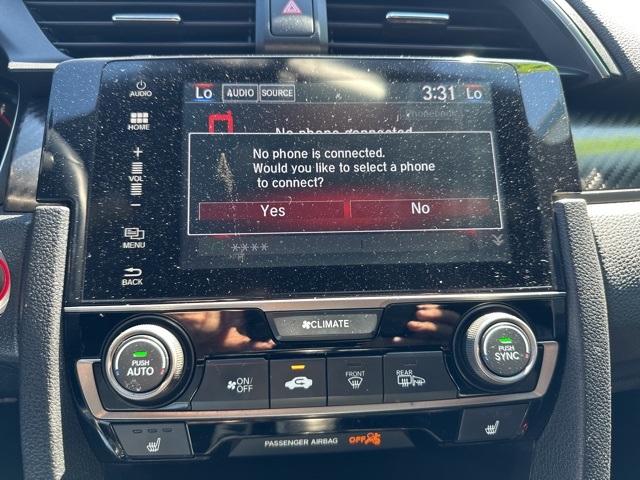 AUDIO
HOME
+
VOL
-
MENU
BACK
Lo AUDIO SOURCE 3:31 Lo
Phonebook
No phone connected
No phone is connected.
Would you like to select a phone
to connect?
Yes No
****
CLIMATE
PUSH
AUTO
ON/
OFF
FRONT
REAR
PUSH
SYNC
PASSENGER AIRBAG OFF